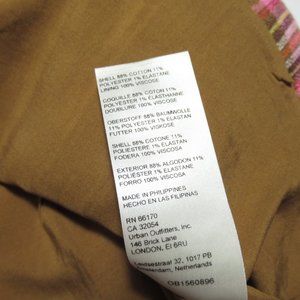 SHELL 88% COTTON 11%
POLYESTER 1% ELASTANE
LINING 100% VISCOSE
COQUILLE 88% COTON 11%
POLYESTER 1% ÉLASTHANNE
DOUBLURE 100% VISCOSE
OBERSTOFF 88% BAUMWOLLE
11% POLYESTER 1% ELASTAN
FUTTER 100% VISKOSE
SHELL 88% COTONE 11%
POLIESTERE 1% ELASTANE
FODERA 100% VISCOSA
EXTERIOR 88% ALGODON 11%
POLIÉSTER 1% ELASTANO
FORRO 100% VISCOSA
MADE IN PHILIPPINES
HECHO EN LAS FILIPINAS
RN 66170
CA 32054
Urban Outfitters, Inc.
146 Brick Lane
LONDON, E1 6RU
Leidsestraat 32, 1017 PB
Amsterdam, Netherlands
OB1560896